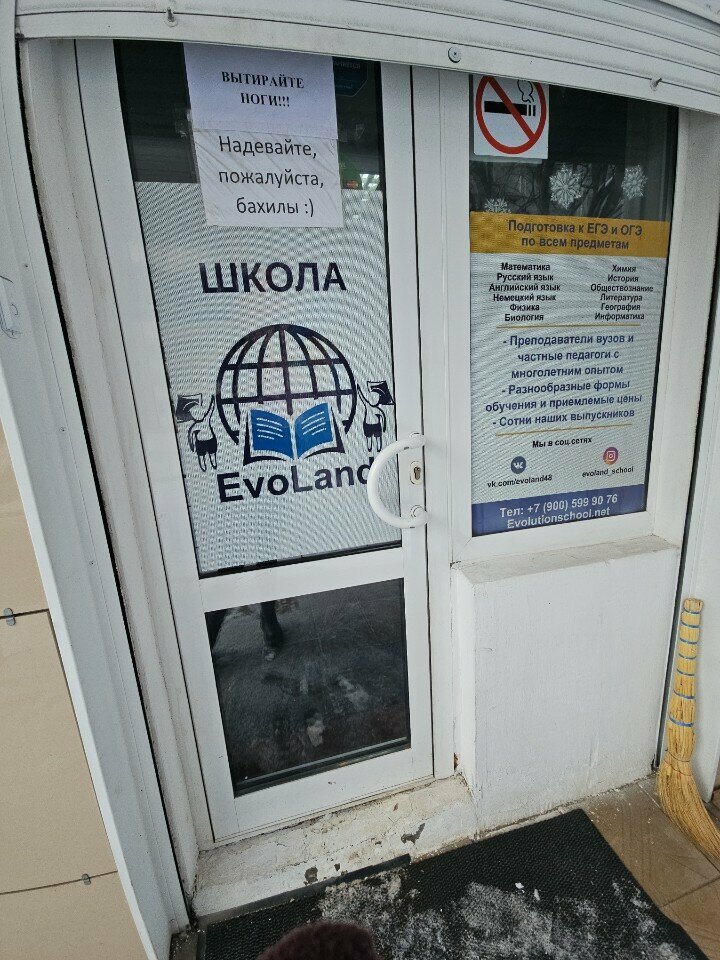 ВЫТИРАЙТЕ
НОГИ!!!
Надевайте,
пожалуйста,
бахилы :)
ШКОЛА
EvoLand
Подготовка к ЕГЭ и ОГЭ
по всем предметам
Математика
Русский язык
Английский язык
Немецкий язык
Физика
Биология
Химия
История
Обществознание
Литература
География
Информатика
- Преподаватели вузов и
частные педагоги с
многолетним опытом
- Разнообразные формы
обучения и приемлемые цены
- Сотни наших выпускников
Мы в соц.сетях
vk.com/evoland48
evoland_school
Тел: +7 (900) 599 90 76
Evolutionschool.net